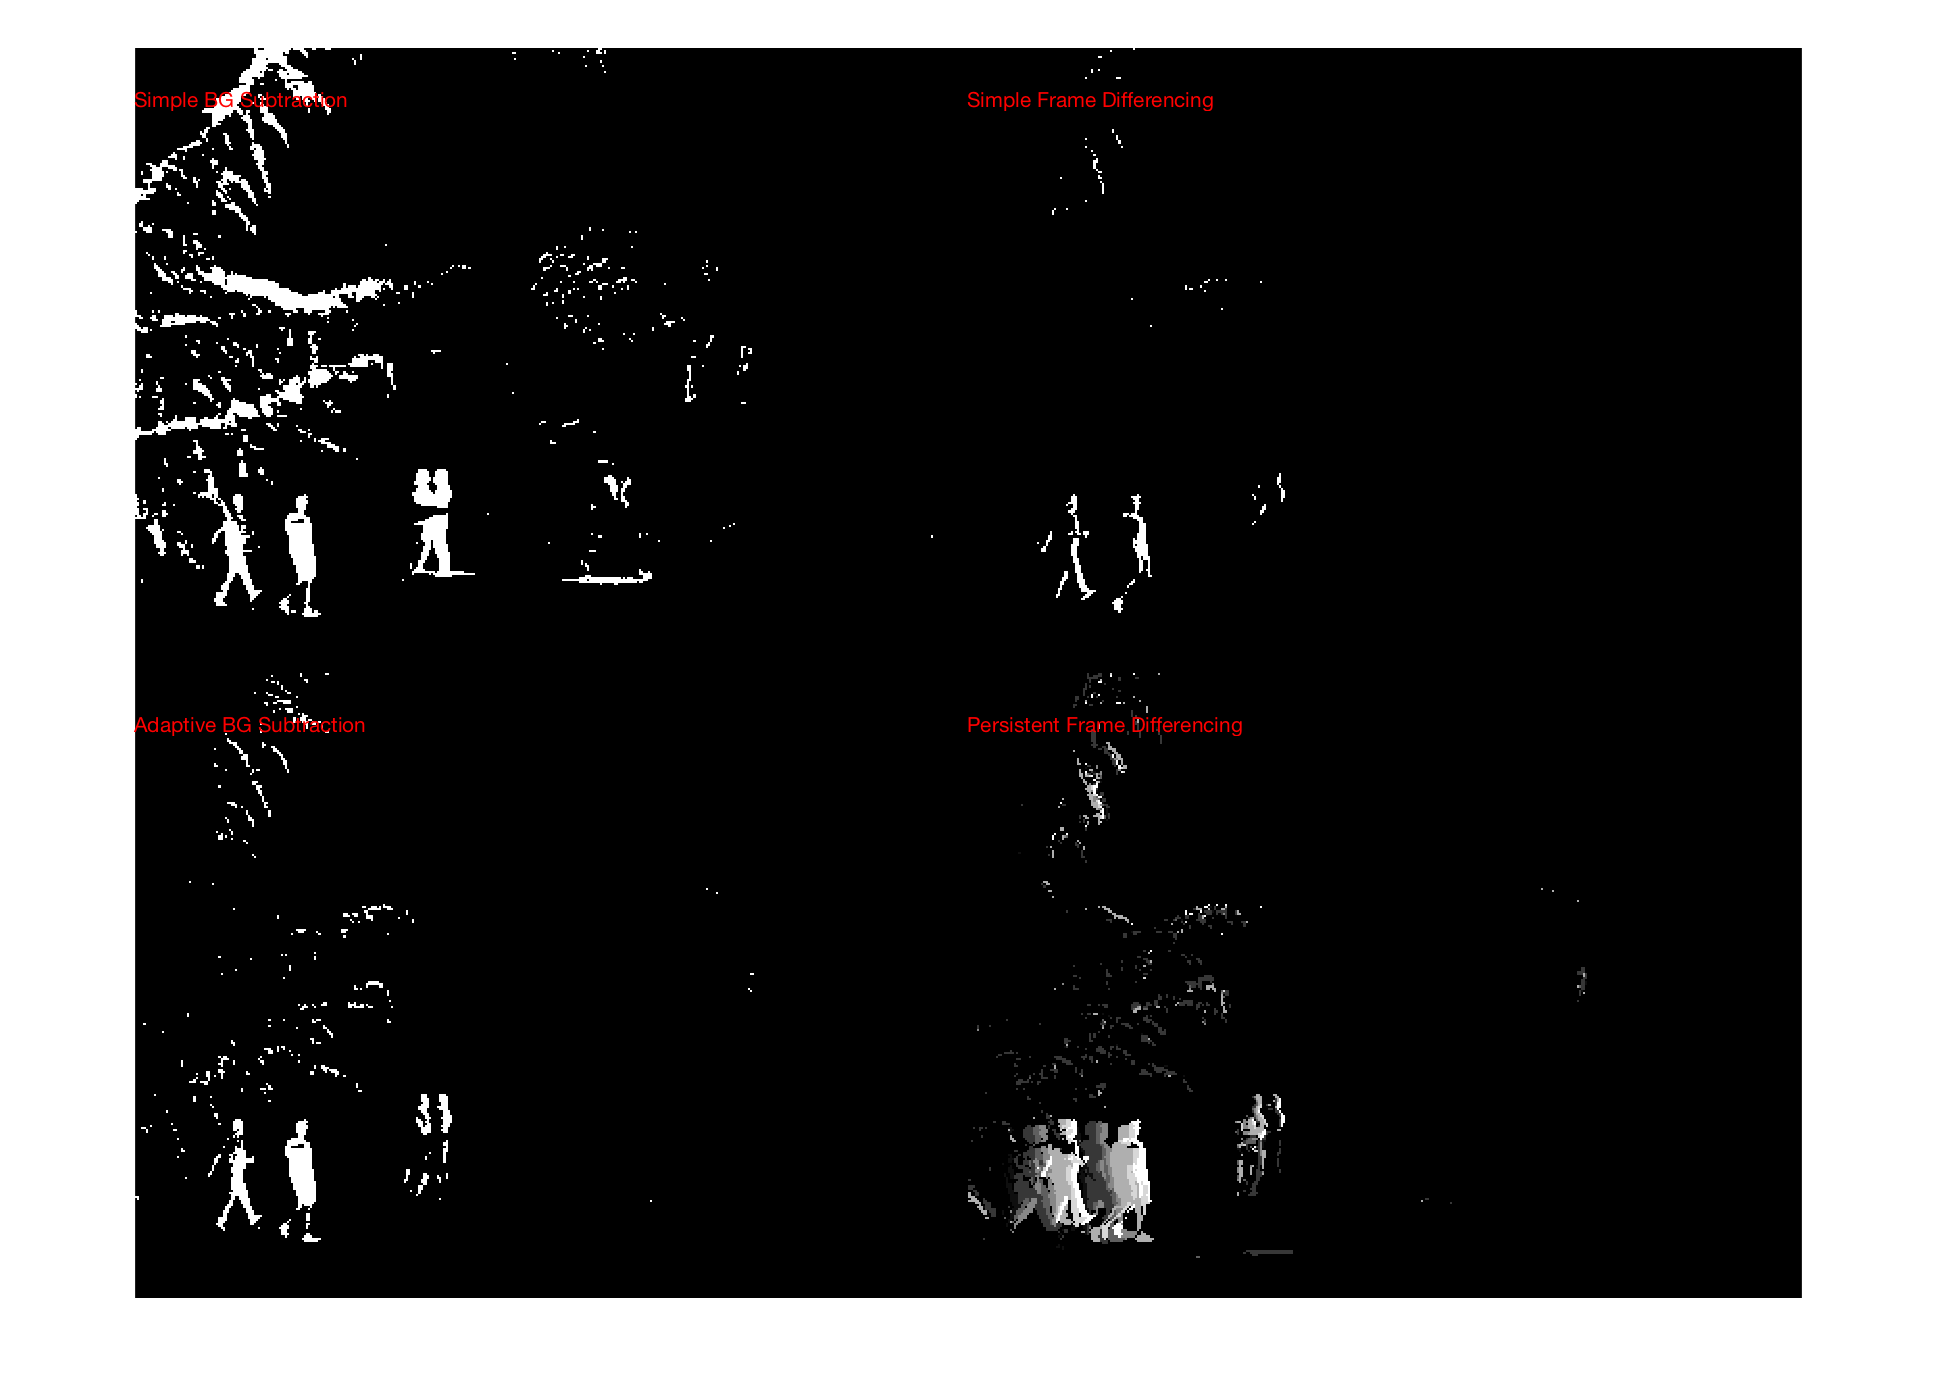 Simple BG Subtraction
Simple Frame Differencing
Adaptive BG Subtraction
Persistent Frame Differencing